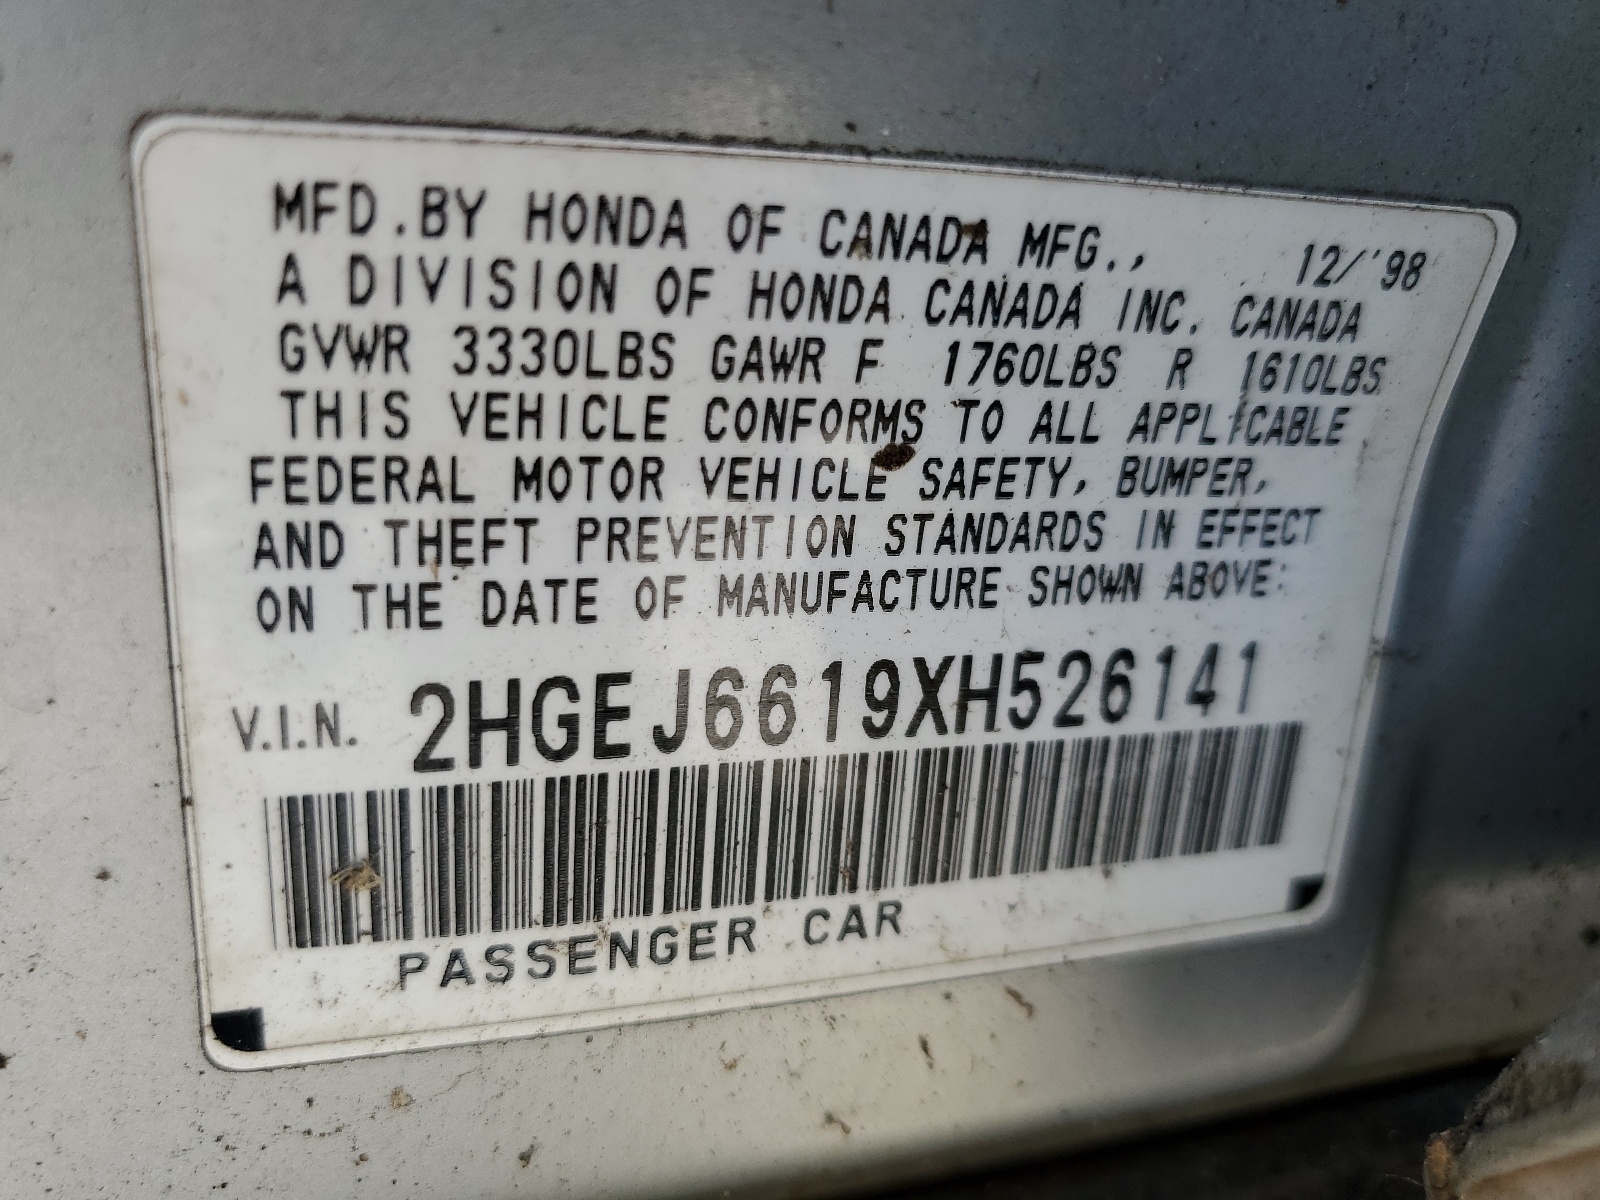 MFD.BY HONDA OF CANADA MFG.,
12/'98
A DIVISION OF HONDA CANADA INC. CANADA
GVWR 3330LBS GAWR F 1760LBS R 1610LBS
THIS VEHICLE CONFORMS TO ALL APPLICABLE
FEDERAL MOTOR VEHICLE SAFETY, BUMPER,
AND THEFT PREVENTION STANDARDS IN EFFECT
ON THE DATE OF MANUFACTURE SHOWN ABOVE:
V.I.N. 2HGEJ6619XH526141
PASSENGER CAR